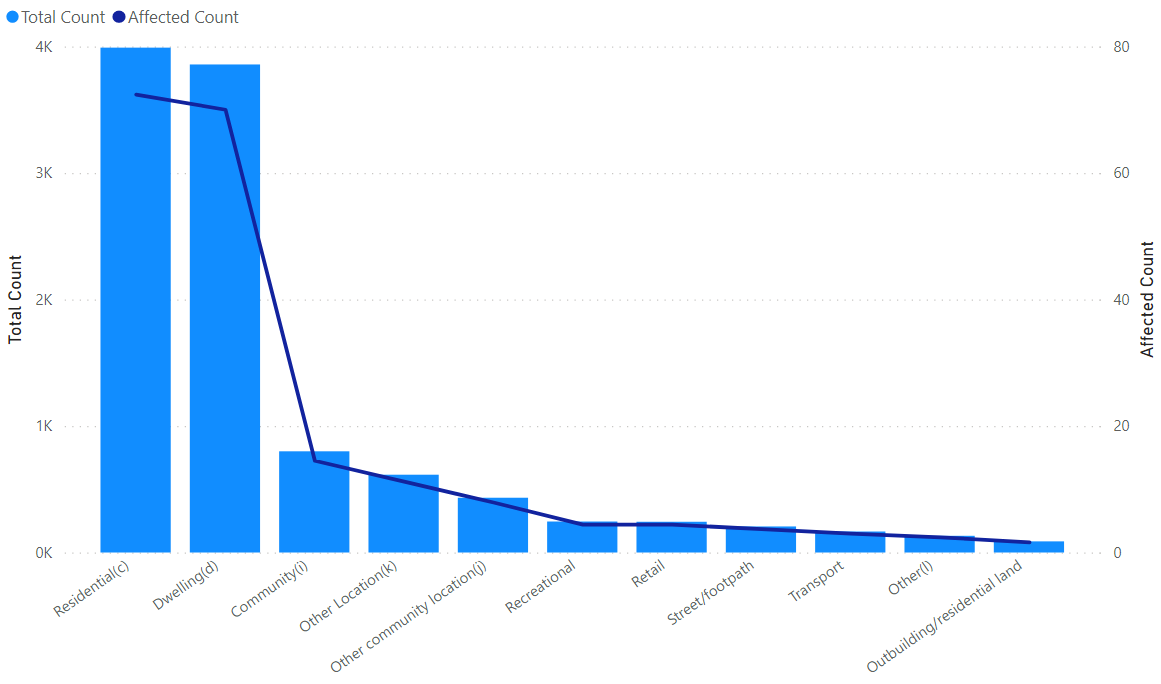 Total Count Affected Count
4K
3K
2K
1K
0K
Total Count
80
60
40
20
0
Affected Count
Residential(c)
Dwelling(d)
Community(i)
Other Location(k)
Other community location(j)
Recreational
Retail
Street/footpath
Transport
Other(l)
Outbuilding/residential land